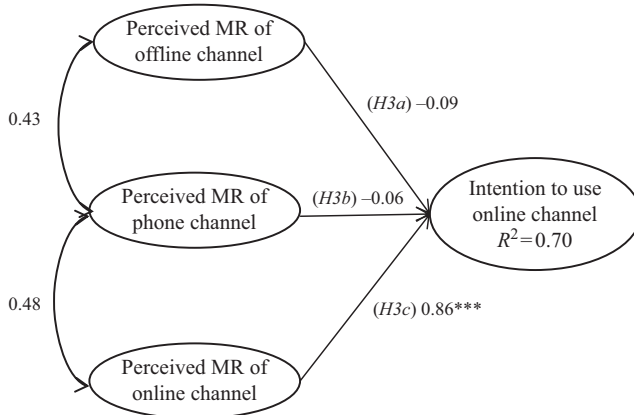 Perceived MR of
offline channel
(H3a) –0.09
0.43
Perceived MR of
phone channel
(H3b) –0.06
Intention to use
online channel
R²=0.70
0.48
(H3c) 0.86***
Perceived MR of
online channel